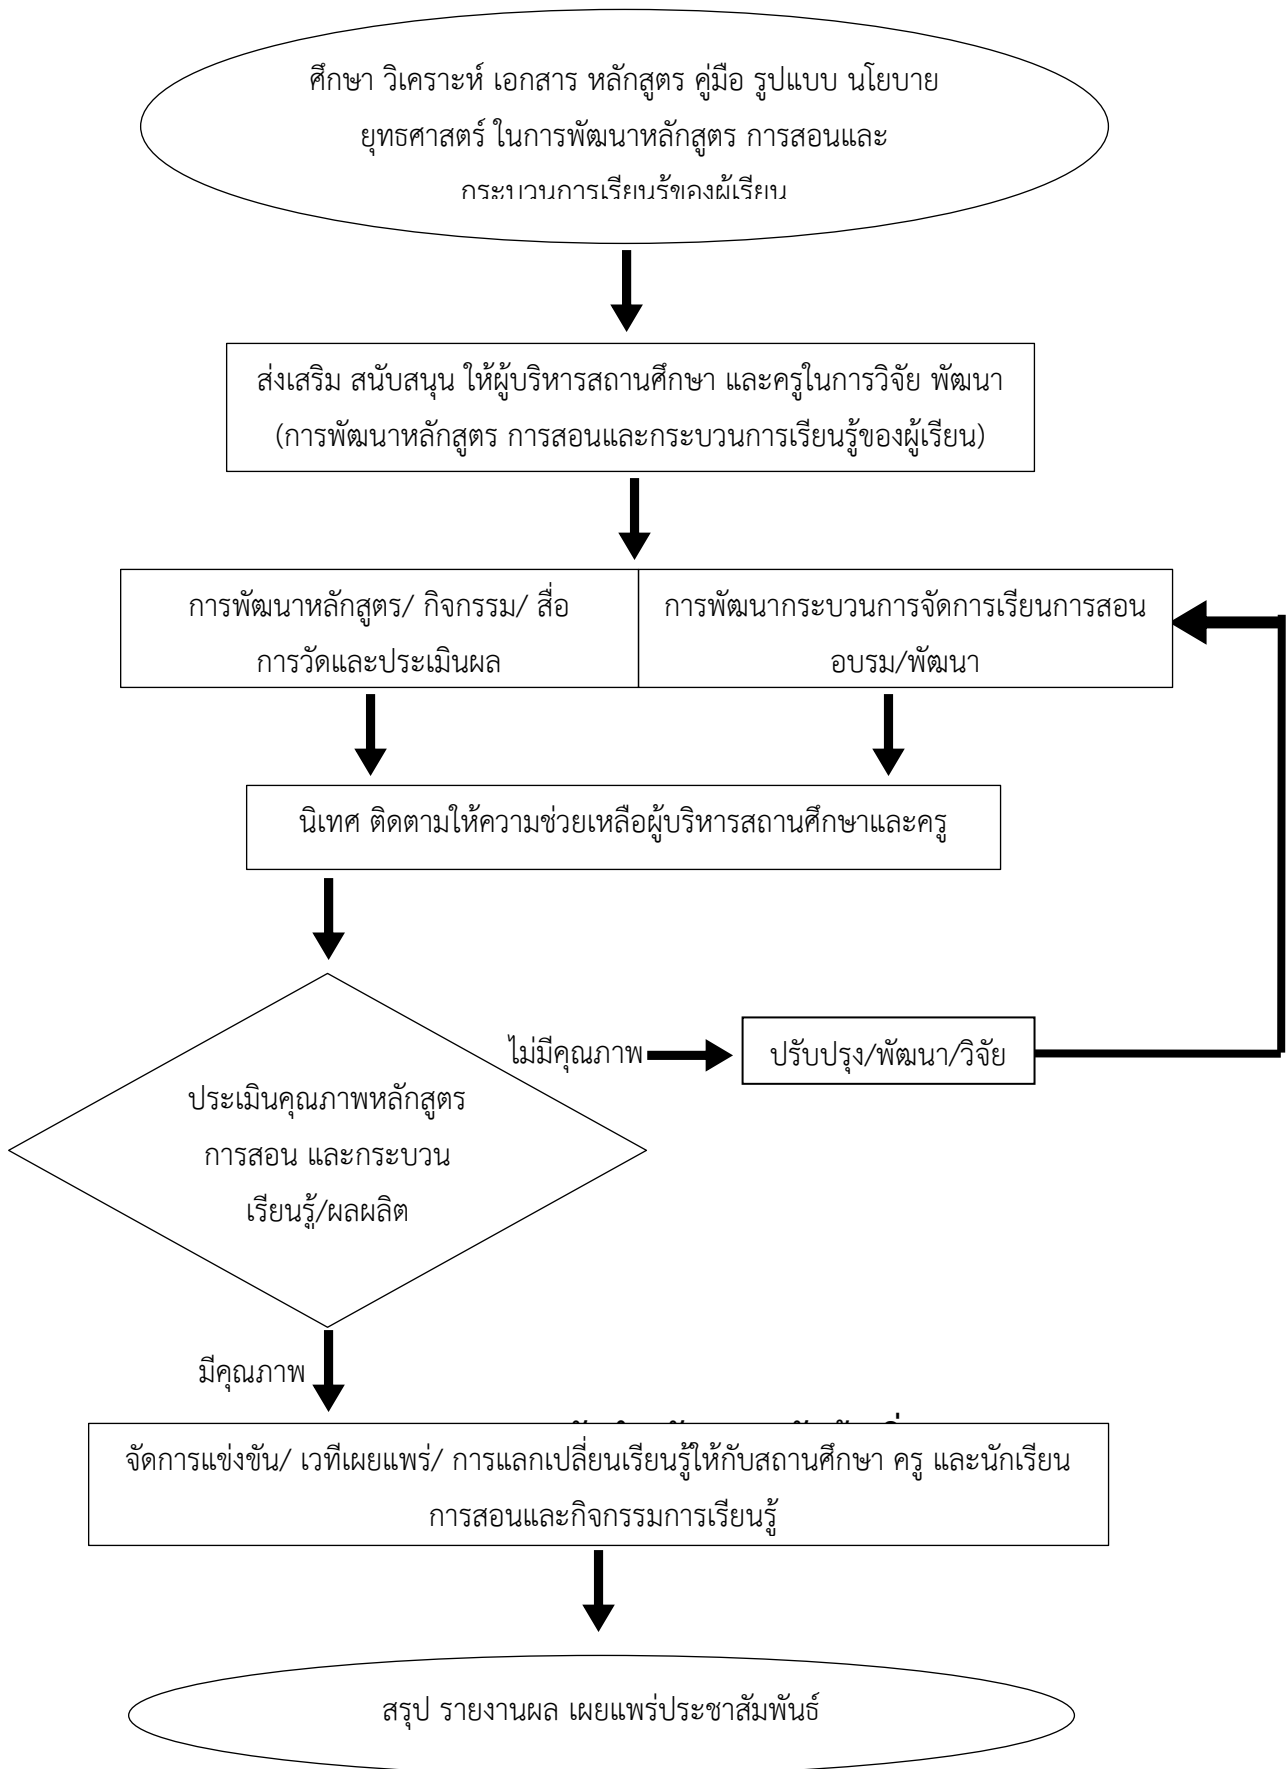 ศึกษา วิเคราะห์ เอกสาร หลักสูตร คู่มือ รูปแบบ นโยบาย
ยุทธศาสตร์ ในการพัฒนาหลักสูตร การสอนและ
กระบวนการเรียนรู้ของผู้เรียน
ส่งเสริม สนับสนุน ให้ผู้บริหารสถานศึกษา และครูในการวิจัย พัฒนา
(การพัฒนาหลักสูตร การสอนและกระบวนการเรียนรู้ของผู้เรียน)
การพัฒนาหลักสูตร/ กิจกรรม/ สื่อ
การวัดและประเมินผล
การพัฒนากระบวนการจัดการเรียนการสอน
อบรม/พัฒนา
นิเทศ ติดตามให้ความช่วยเหลือผู้บริหารสถานศึกษาและครู
ไม่มีคุณภาพ
ปรับปรุง/พัฒนา/วิจัย
ประเมินคุณภาพหลักสูตร
การสอน และกระบวน
เรียนรู้/ผลผลิต
มีคุณภาพ
จัดการแข่งขัน/ เวทีเผยแพร่/ การแลกเปลี่ยนเรียนรู้ให้กับสถานศึกษา ครู และนักเรียน
การสอนและกิจกรรมการเรียนรู้
สรุป รายงานผล เผยแพร่ประชาสัมพันธ์